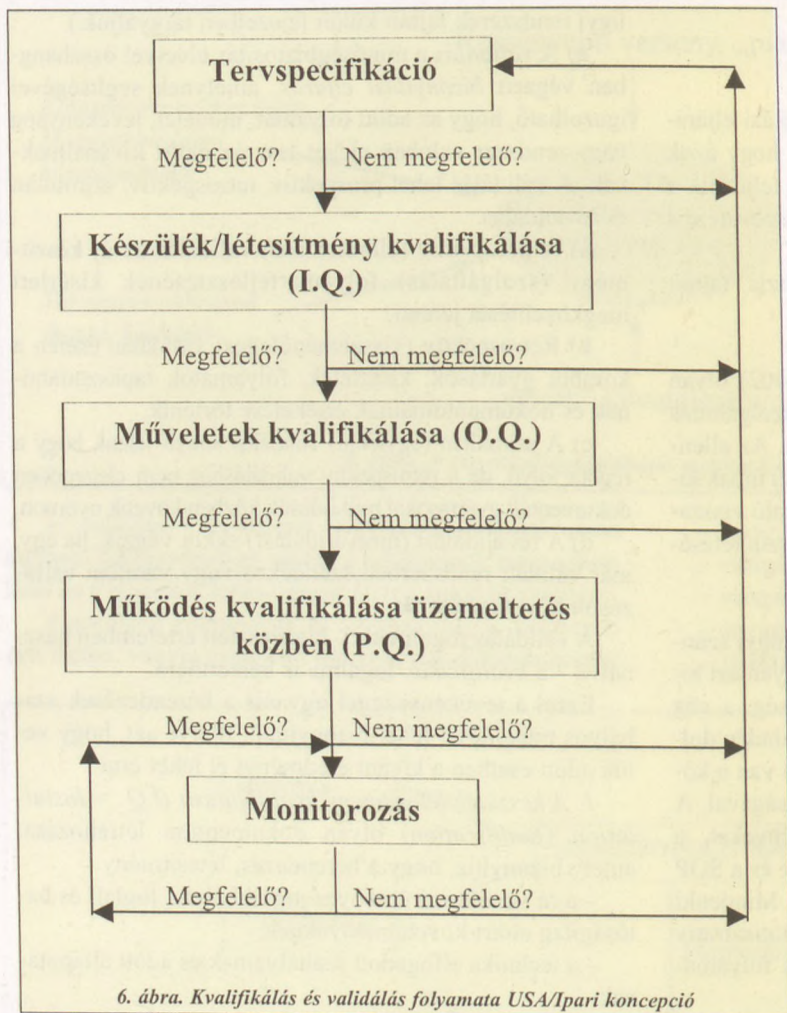 Tervspecifikáció
Megfelelő? Nem megfelelő?
Készülék/létesítmény kvalifikálása
(I.Q.)
Megfelelő? Nem megfelelő?
Műveletek kvalifikálása (O.Q.)
Megfelelő? Nem megfelelő?
Működés kvalifikálása üzemeltetés
közben (P.Q.)
Megfelelő? Nem megfelelő?
Monitorozás
Megfelelő? Nem megfelelő?
6. ábra. Kvalifikálás és validálás folyamata USA/Ipari koncepció